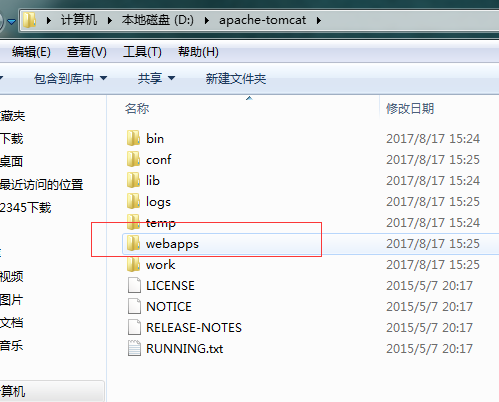 计算机 ▸ 本地磁盘 (D:) ▸ apache-tomcat ▸
编辑(E) 查看(V) 工具(T) 帮助(H)
包含到库中 共享 新建文件夹
名称 修改日期
藏夹
下载
桌面
最近访问的位置
2345下载
视频
图片
文档
音乐
计算机
bin 2017/8/17 15:24
conf 2017/8/17 15:25
lib 2017/8/17 15:24
logs 2017/8/17 15:25
temp 2017/8/17 15:24
webapps 2017/8/17 15:25
work 2017/8/17 15:25
LICENSE 2015/5/7 20:17
NOTICE 2015/5/7 20:17
RELEASE-NOTES 2015/5/7 20:17
RUNNING.txt 2015/5/7 20:17